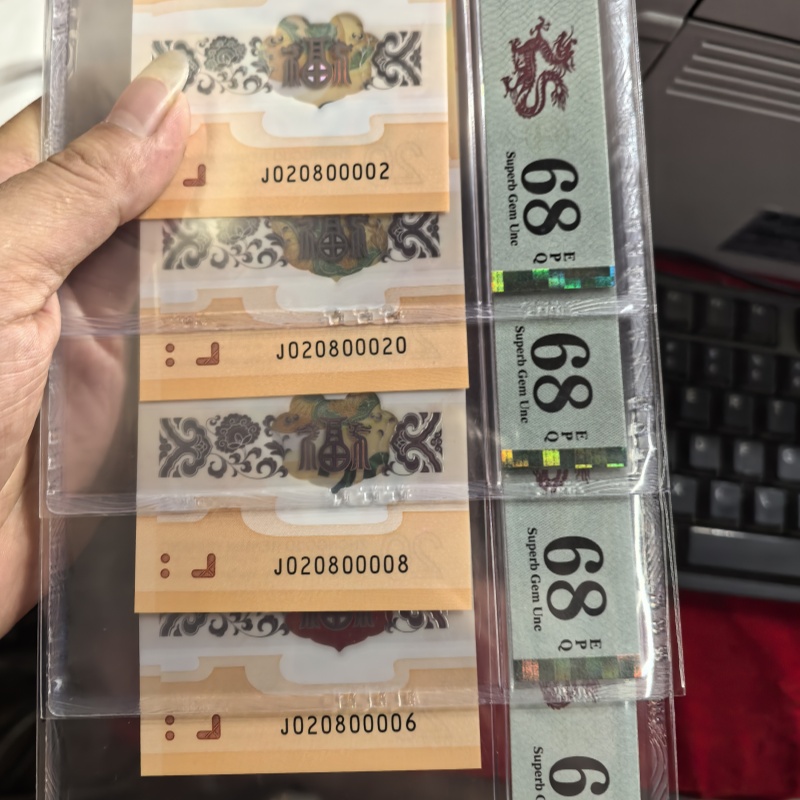 福
J020800002
68
EPQ
Superb Gem Unc
福
J020800020
68
EPQ
Superb Gem Unc
福
J020800008
68
EPQ
Superb Gem Unc
J020800006
6
Superb Gem